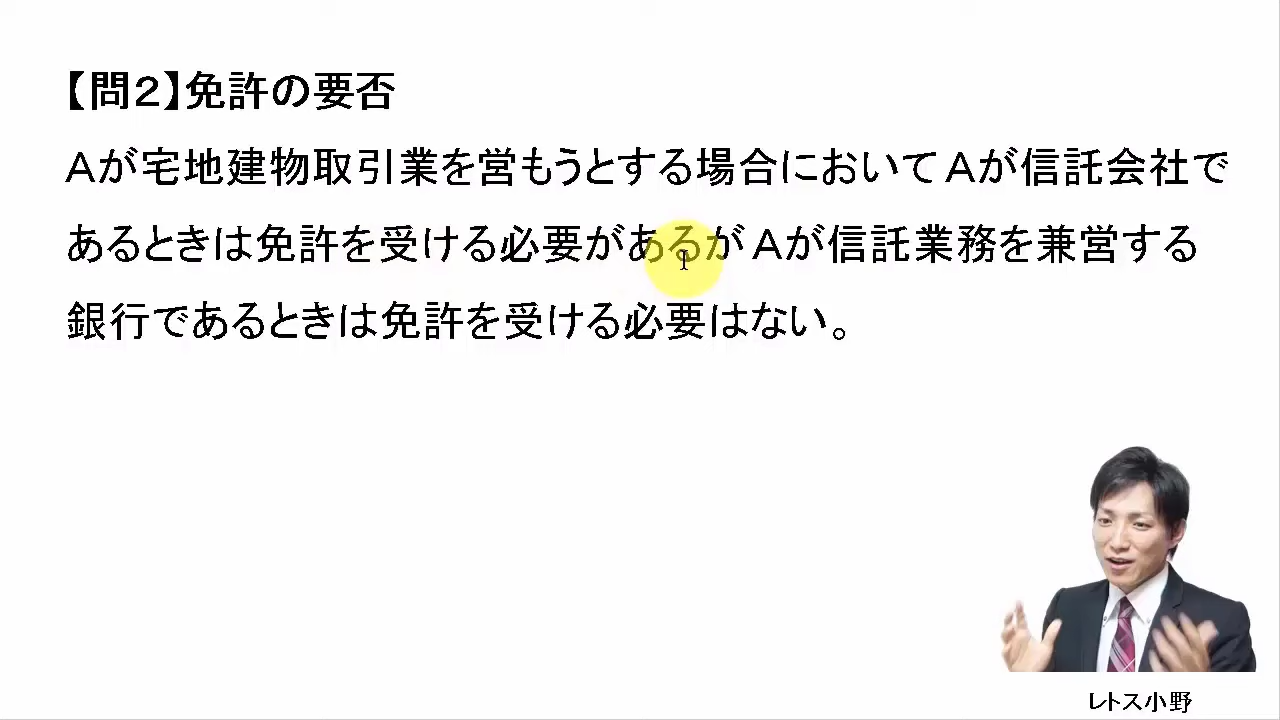 【問２】免許の要否
Ａが宅地建物取引業を営もうとする場合においてＡが信託会社で
あるときは免許を受ける必要があるがＡが信託業務を兼営する
銀行であるときは免許を受ける必要はない。
レトス小野